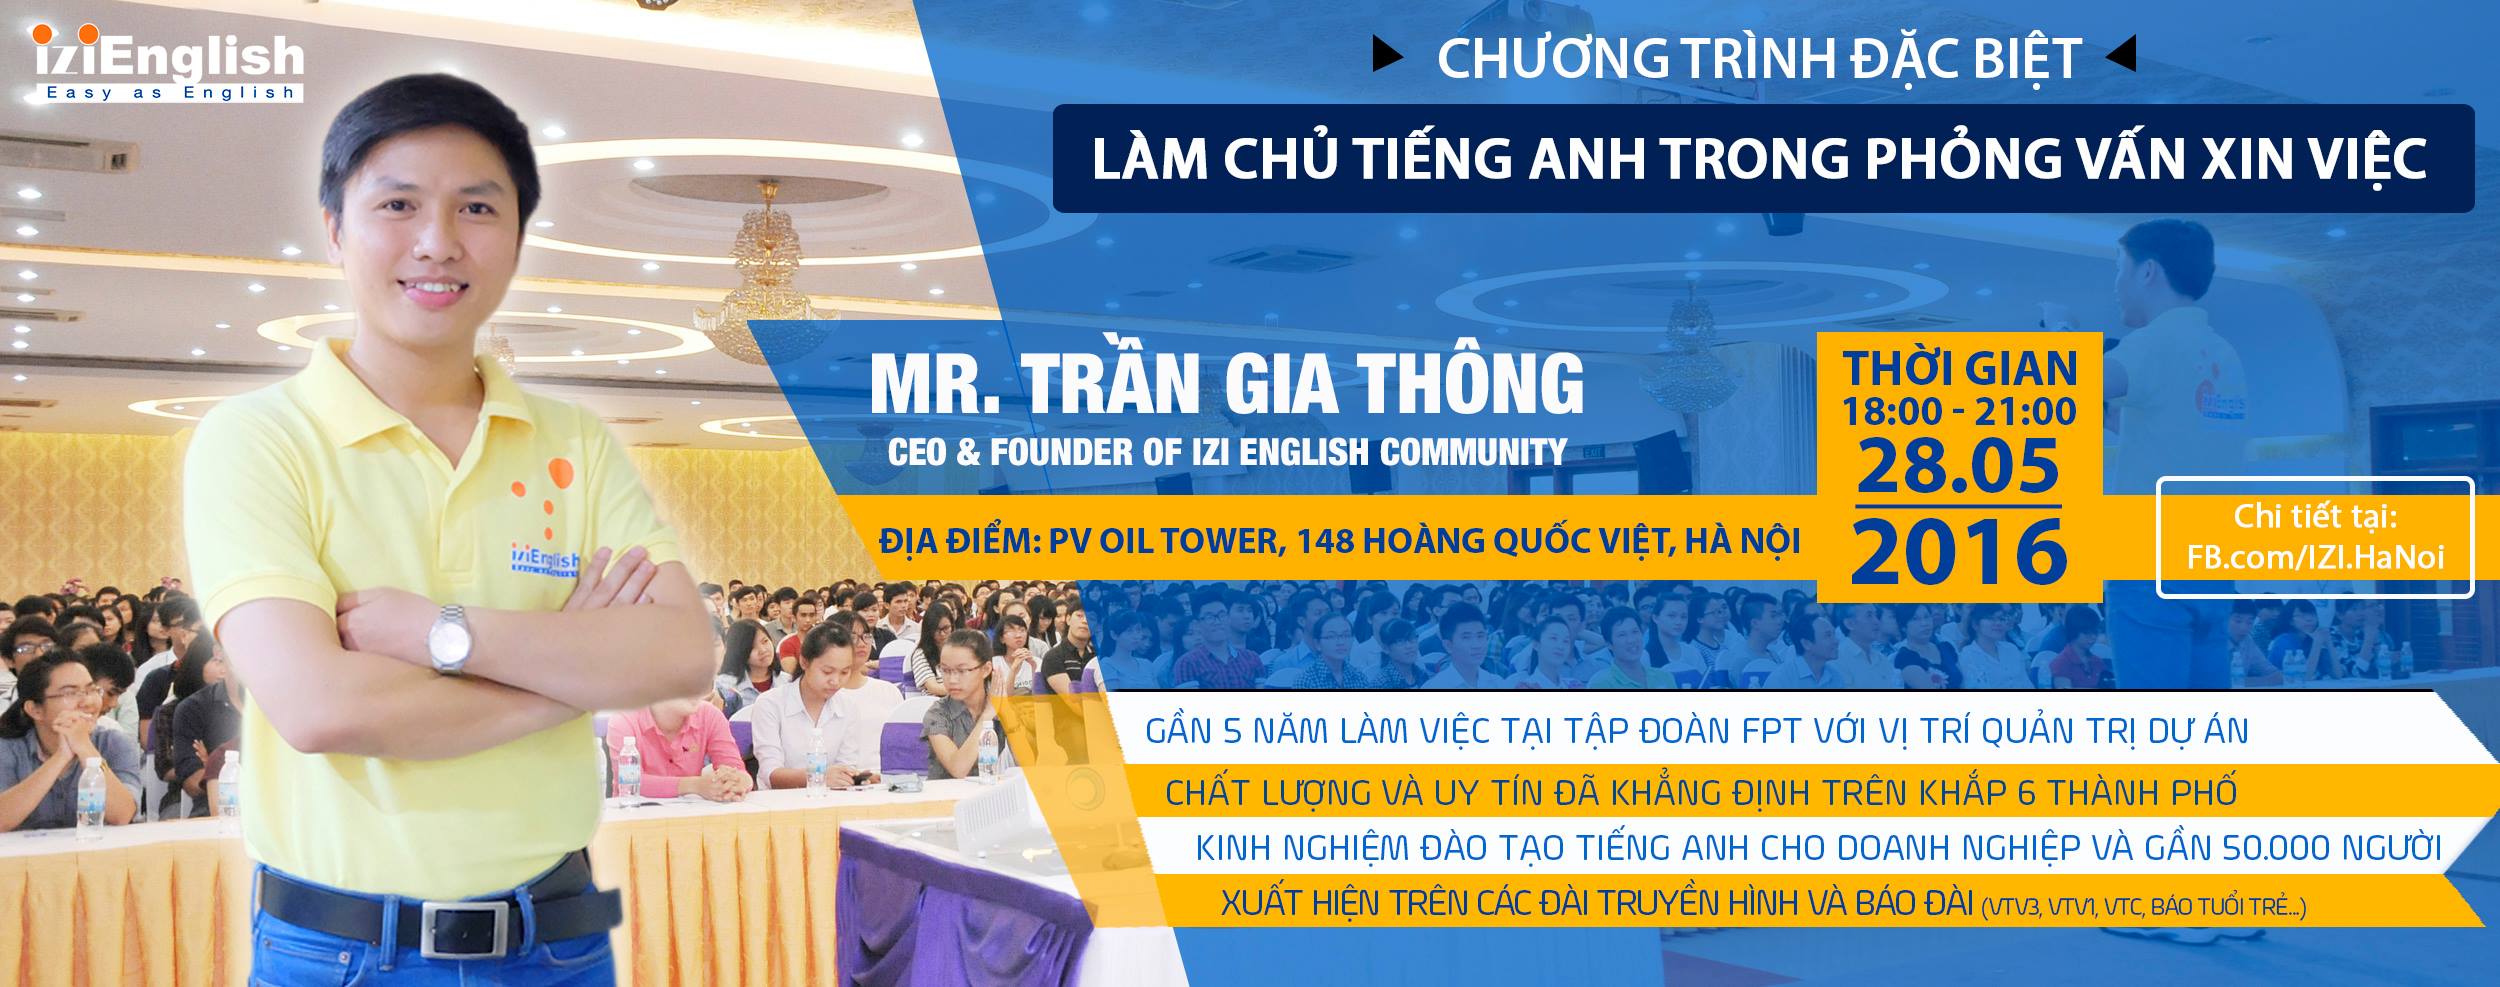 iziEnglish
Easy as English
CHƯƠNG TRÌNH ĐẶC BIỆT
LÀM CHỦ TIẾNG ANH TRONG PHỎNG VẤN XIN VIỆC
MR. TRẦN GIA THÔNG
CEO & FOUNDER OF IZI ENGLISH COMMUNITY
THỜI GIAN
18:00 - 21:00
28.05
2016
ĐỊA ĐIỂM: PV OIL TOWER, 148 HOÀNG QUỐC VIỆT, HÀ NỘI
Chi tiết tại:
FB.com/IZI.HaNoi
iziEnglish
Easy as English
GẦN 5 NĂM LÀM VIỆC TẠI TẬP ĐOÀN FPT VỚI VỊ TRÍ QUẢN TRỊ DỰ ÁN
CHẤT LƯỢNG VÀ UY TÍN ĐÃ KHẲNG ĐỊNH TRÊN KHẮP 6 THÀNH PHỐ
KINH NGHIỆM ĐÀO TẠO TIẾNG ANH CHO DOANH NGHIỆP VÀ GẦN 50.000 NGƯỜI
XUẤT HIỆN TRÊN CÁC ĐÀI TRUYỀN HÌNH VÀ BÁO ĐÀI (VTV3, VTV1, VTC, BÁO TUỔI TRẺ...)